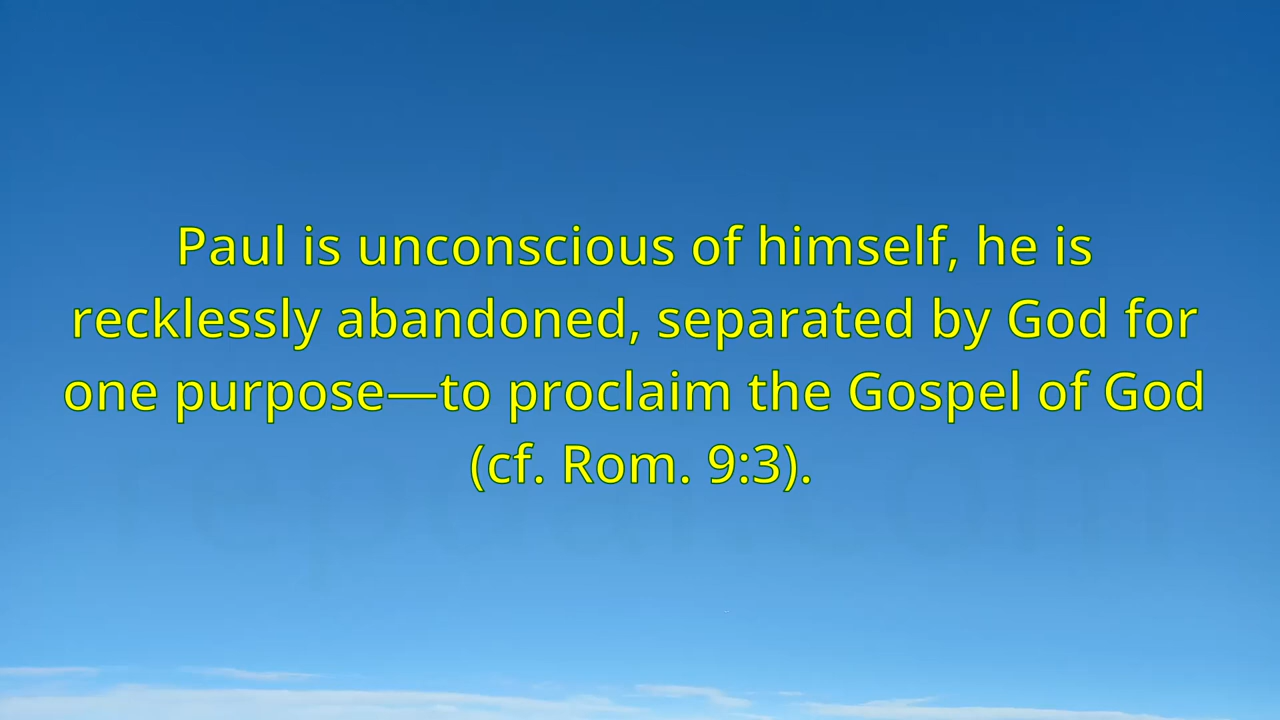 Paul is unconscious of himself, he is
recklessly abandoned, separated by God for
one purpose—to proclaim the Gospel of God
(cf. Rom. 9:3).